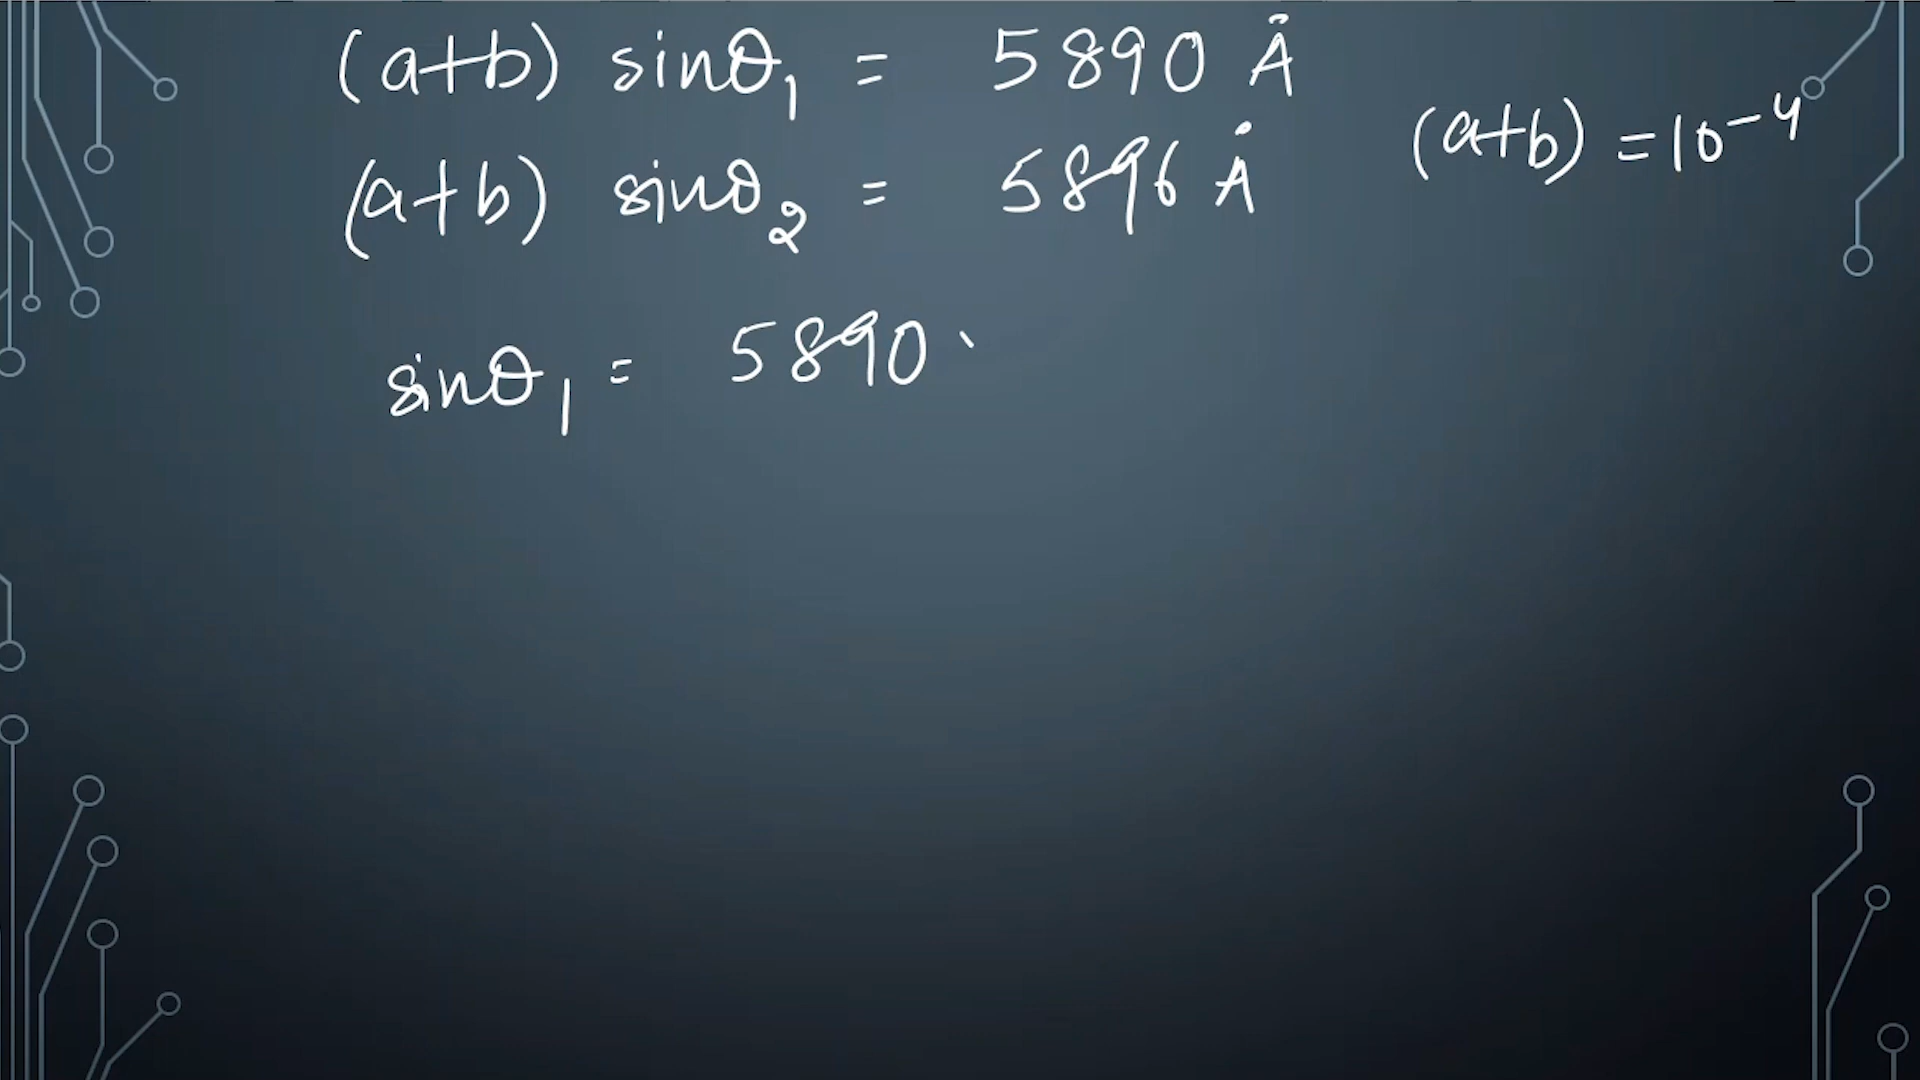 (a+b) sinθ₁ = 5890 Å
(a+b) = 10⁻⁴
(a+b) sinθ₂ = 5896 Å
sinθ₁ = 5890